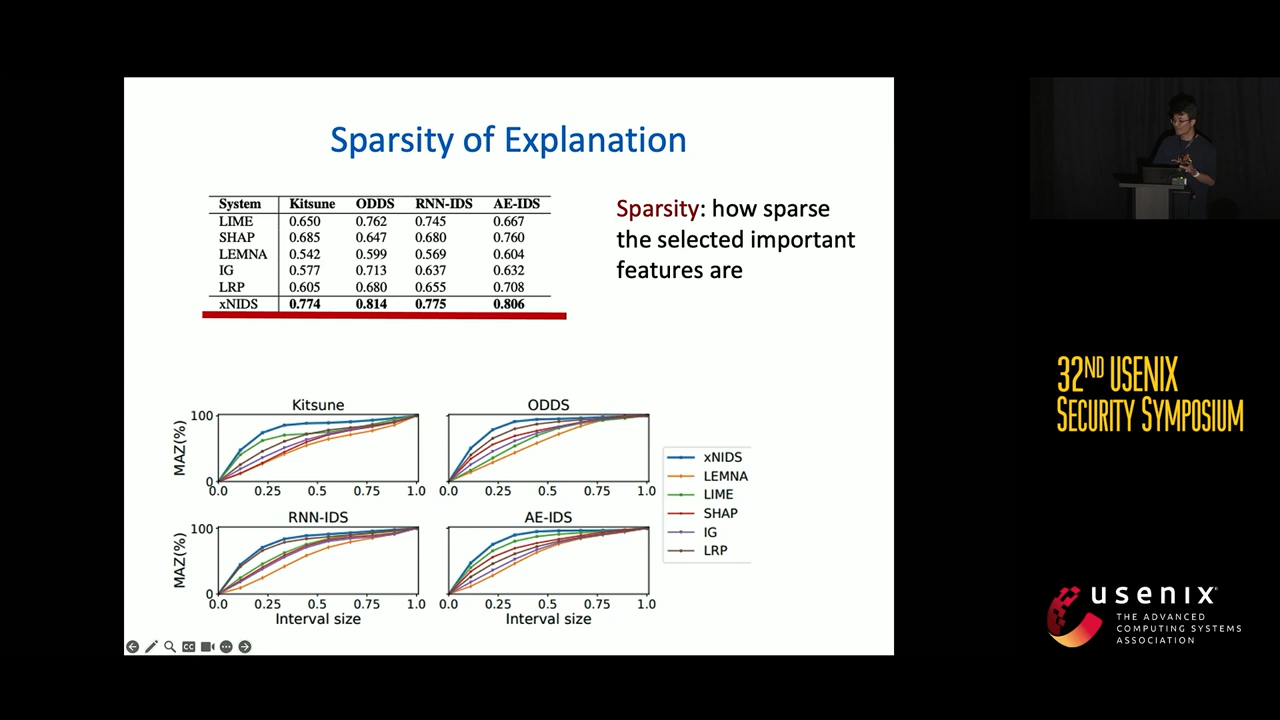 Sparsity of Explanation
System Kitsune ODDS RNN-IDS AE-IDS
LIME 0.650 0.762 0.745 0.667
SHAP 0.685 0.647 0.680 0.760
LEMNA 0.542 0.599 0.569 0.604
IG 0.577 0.713 0.637 0.632
LRP 0.605 0.680 0.655 0.708
xNIDS 0.774 0.814 0.775 0.806
Sparsity: how sparse
the selected important
features are
Kitsune
MAZ(%)
100
0
0.0 0.25 0.5 0.75 1.0
ODDS
0.0 0.25 0.5 0.75 1.0
RNN-IDS
MAZ(%)
100
0
0.0 0.25 0.5 0.75 1.0
Interval size
AE-IDS
0.0 0.25 0.5 0.75 1.0
Interval size
xNIDS
LEMNA
LIME
SHAP
IG
LRP
CC
32ND USENIX
SECURITY SYMPOSIUM
usenix
THE ADVANCED
COMPUTING SYSTEMS
ASSOCIATION